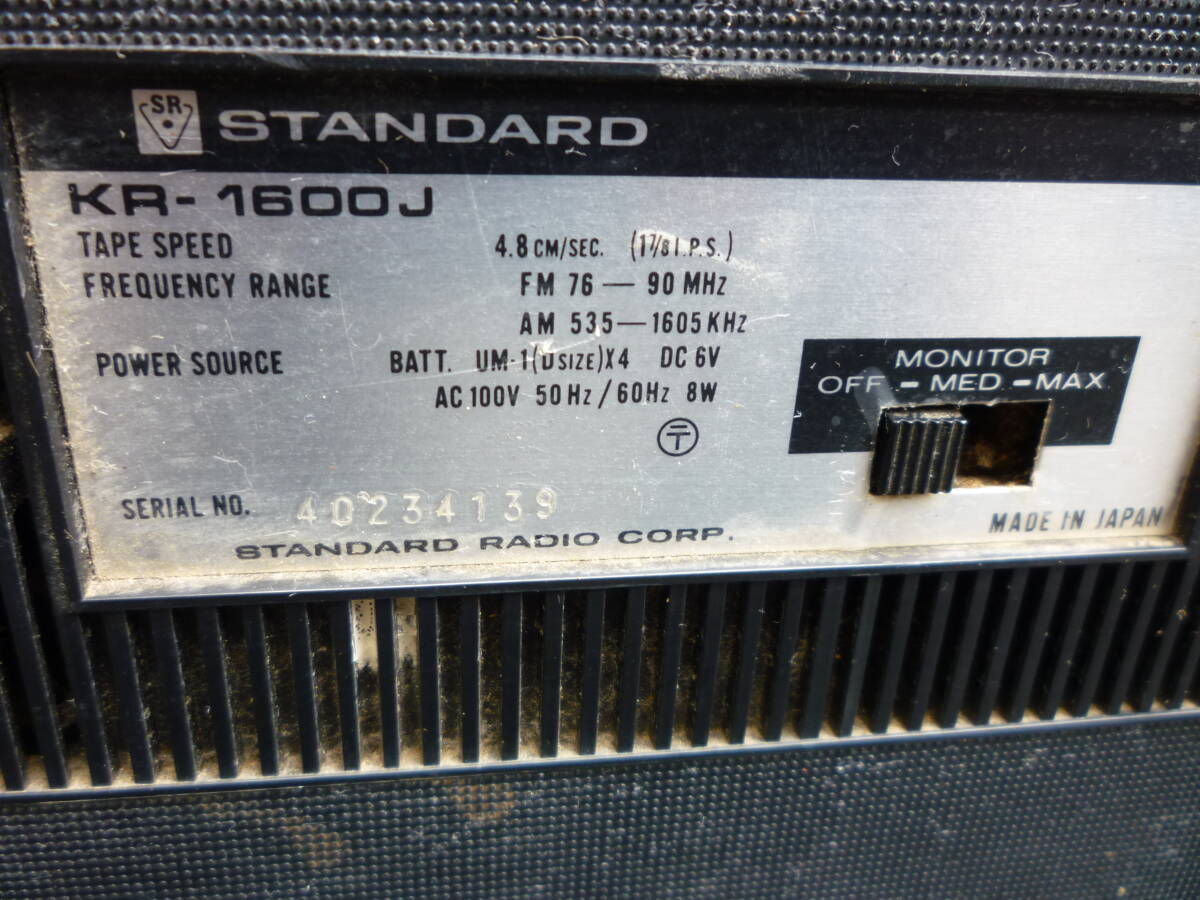 SR STANDARD
KR-1600J
TAPE SPEED 4.8 CM/SEC. (1 7/8 I.P.S.)
FREQUENCY RANGE FM 76 — 90 MHz
AM 535—1605 KHz
POWER SOURCE BATT. UM-1(D SIZE)X4 DC 6V
AC 100V 50Hz/60Hz 8W
〒
MONITOR
OFF - MED - MAX
SERIAL NO. 40234139
MADE IN JAPAN
STANDARD RADIO CORP.